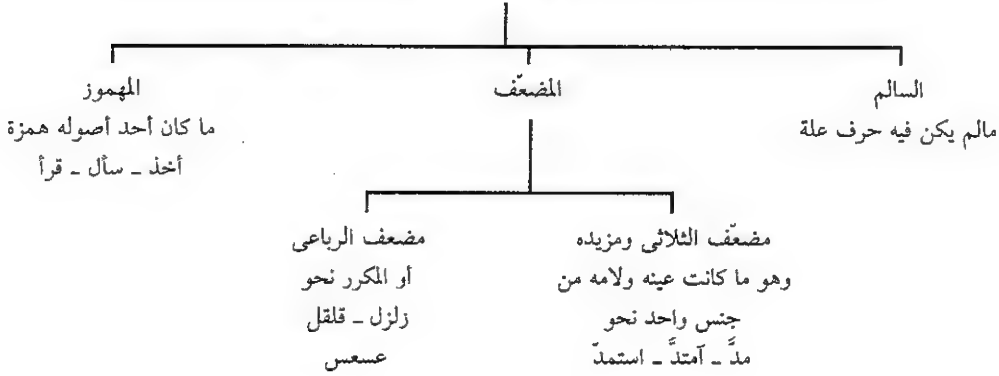 السالم
مالم يكن فيه حرف علة
المضعّف
المهموز
ما كان أحد أصوله همزة
أخذ ـ سأل ـ قرأ
مضعّف الثلاثى ومزيده
وهو ما كانت عينه ولامه من
جنس واحد نحو
مدَّ ـ آمتدَّ ـ استمدّ
مضعف الرباعى
أو المكرر نحو
زلزل ـ قلقل
عسعس